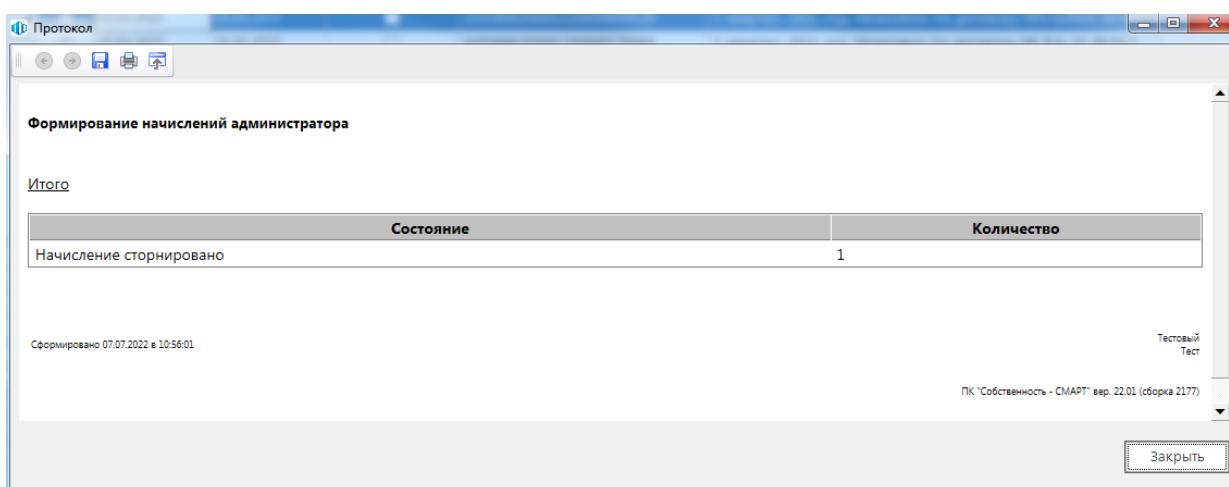 Протокол
Формирование начислений администратора
Итого
Состояние Количество
Начисление сторнировано 1
Сформировано 07.07.2022 в 10:56:01
Тестовый
Тест
ПК "Собственность - СМАРТ" вер. 22.01 (сборка 2177)
Закрыть